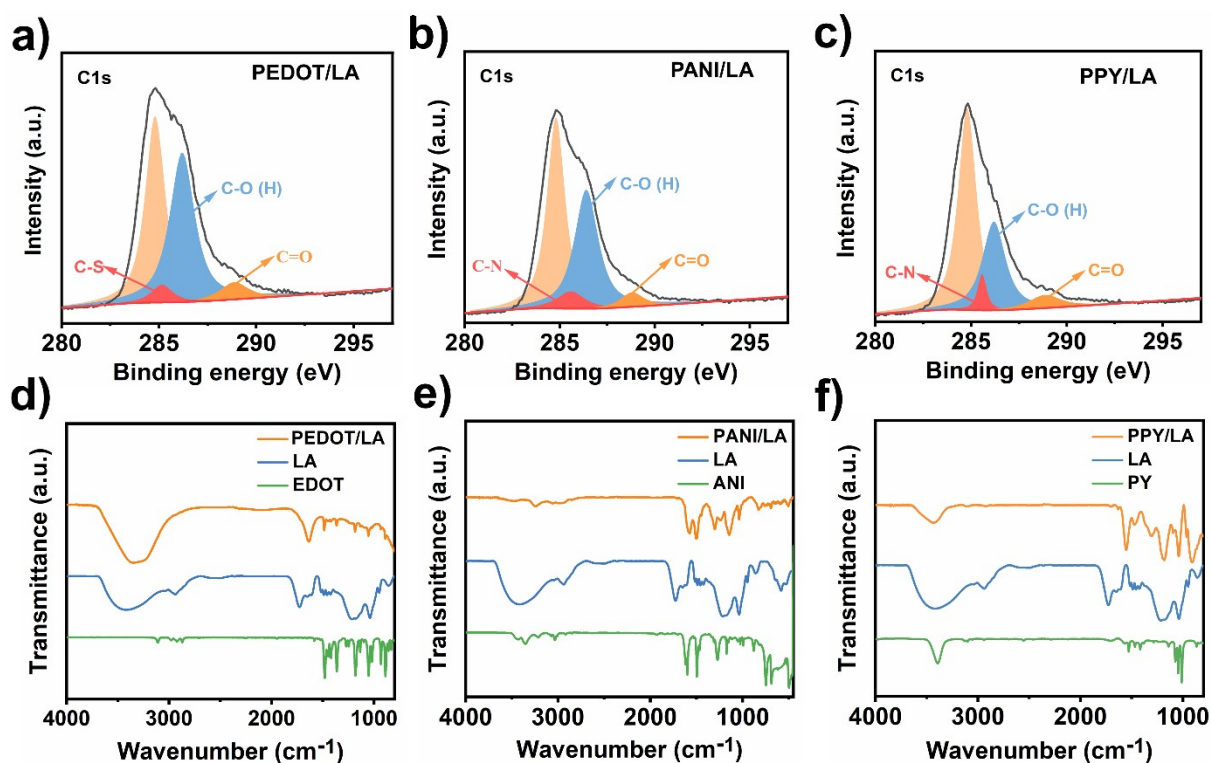 a)
C1s
PEDOT/LA
C-O (H)
C-S
C=O
Intensity (a.u.)
280 285 290 295
Binding energy (eV)
b)
C1s
PANI/LA
C-O (H)
C-N
C=O
Intensity (a.u.)
280 285 290 295
Binding energy (eV)
c)
C1s
PPY/LA
C-O (H)
C-N
C=O
Intensity (a.u.)
280 285 290 295
Binding energy (eV)
d)
PEDOT/LA
LA
EDOT
Transmittance (a.u.)
4000 3000 2000 1000
Wavenumber (cm⁻¹)
e)
PANI/LA
LA
ANI
Transmittance (a.u.)
4000 3000 2000 1000
Wavenumber (cm⁻¹)
f)
PPY/LA
LA
PY
Transmittance (a.u.)
4000 3000 2000 1000
Wavenumber (cm⁻¹)